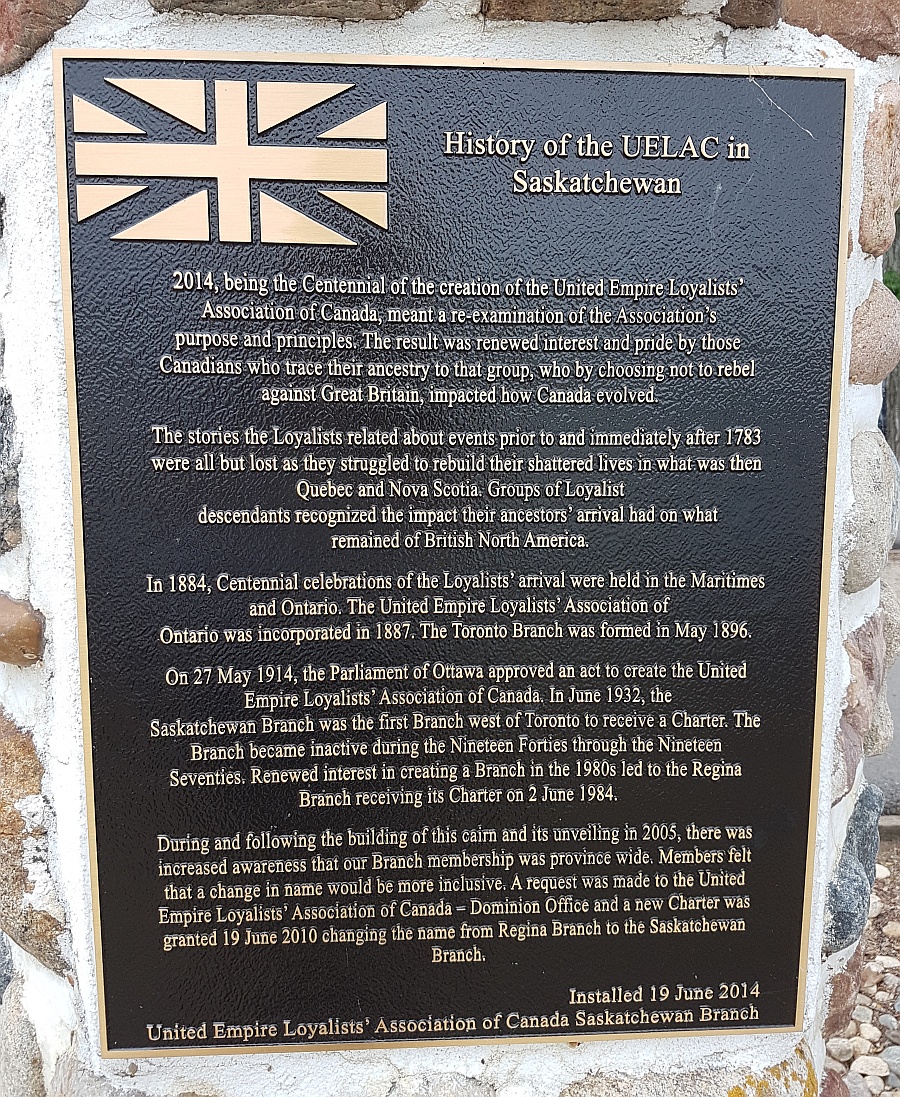 History of the UELAC in
Saskatchewan
2014, being the Centennial of the creation of the United Empire Loyalists'
Association of Canada, meant a re-examination of the Association's
purpose and principles. The result was renewed interest and pride by those
Canadians who trace their ancestry to that group, who by choosing not to rebel
against Great Britain, impacted how Canada evolved.
The stories the Loyalists related about events prior to and immediately after 1783
were all but lost as they struggled to rebuild their shattered lives in what was then
Quebec and Nova Scotia. Groups of Loyalist
descendants recognized the impact their ancestors' arrival had on what
remained of British North America.
In 1884, Centennial celebrations of the Loyalists' arrival were held in the Maritimes
and Ontario. The United Empire Loyalists' Association of
Ontario was incorporated in 1887. The Toronto Branch was formed in May 1896.
On 27 May 1914, the Parliament of Ottawa approved an act to create the United
Empire Loyalists' Association of Canada. In June 1932, the
Saskatchewan Branch was the first Branch west of Toronto to receive a Charter. The
Branch became inactive during the Nineteen Forties through the Nineteen
Seventies. Renewed interest in creating a Branch in the 1980s led to the Regina
Branch receiving its Charter on 2 June 1984.
During and following the building of this cairn and its unveiling in 2005, there was
increased awareness that our Branch membership was province wide. Members felt
that a change in name would be more inclusive. A request was made to the United
Empire Loyalists' Association of Canada – Dominion Office and a new Charter was
granted 19 June 2010 changing the name from Regina Branch to the Saskatchewan
Branch.
Installed 19 June 2014
United Empire Loyalists' Association of Canada Saskatchewan Branch